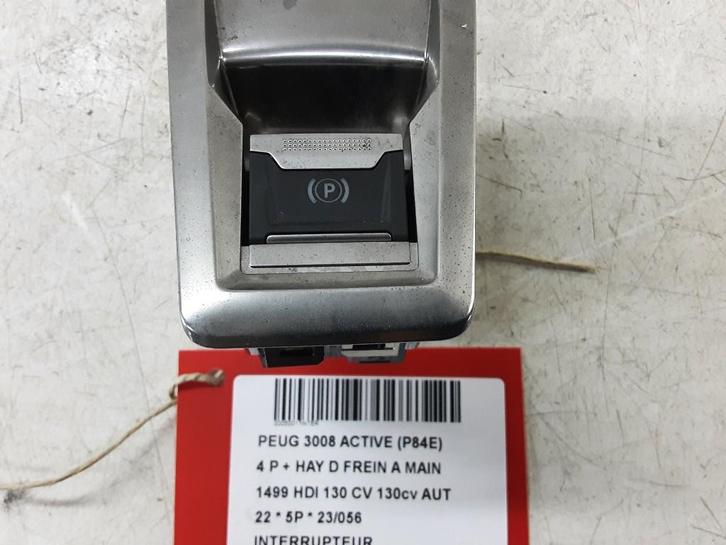 (P)
PEUG 3008 ACTIVE (P84E)
4 P + HAY D FREIN A MAIN
1499 HDI 130 CV 130cv AUT
22 * 5P * 23/056
INTERRUPTEUR